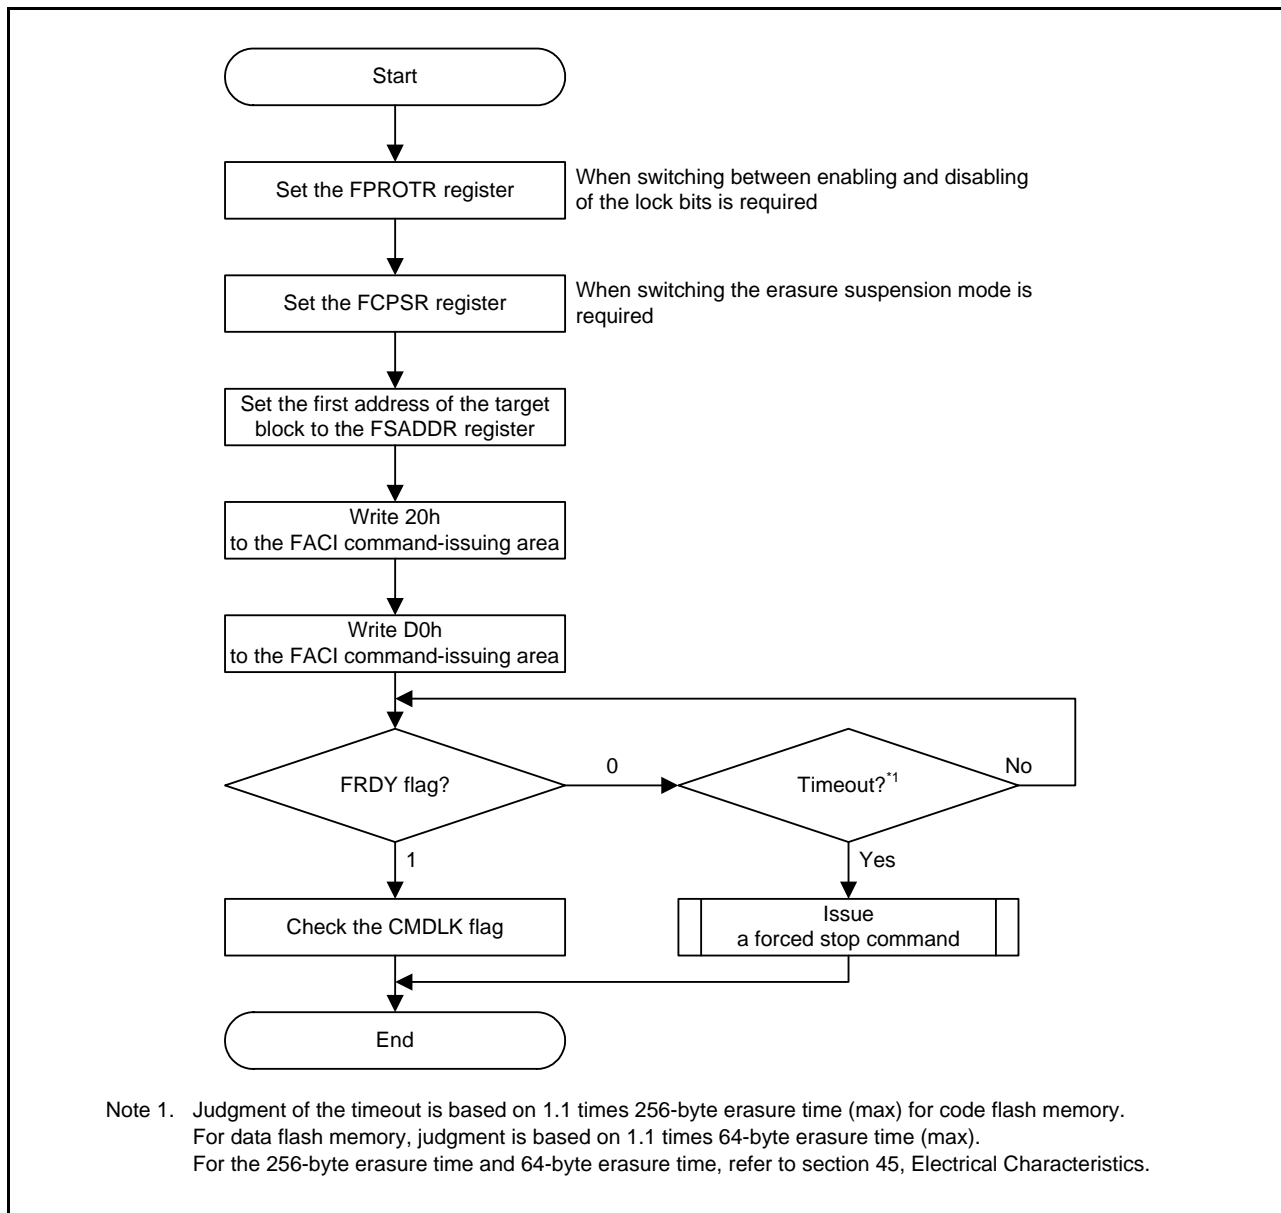 Start
Set the FPROTR register
When switching between enabling and disabling
of the lock bits is required
Set the FCPSR register
When switching the erasure suspension mode is
required
Set the first address of the target
block to the FSADDR register
Write 20h
to the FACI command-issuing area
Write D0h
to the FACI command-issuing area
FRDY flag?
0
Timeout?*1
No
1
Yes
Check the CMDLK flag
Issue
a forced stop command
End
Note 1. Judgment of the timeout is based on 1.1 times 256-byte erasure time (max) for code flash memory.
For data flash memory, judgment is based on 1.1 times 64-byte erasure time (max).
For the 256-byte erasure time and 64-byte erasure time, refer to section 45, Electrical Characteristics.